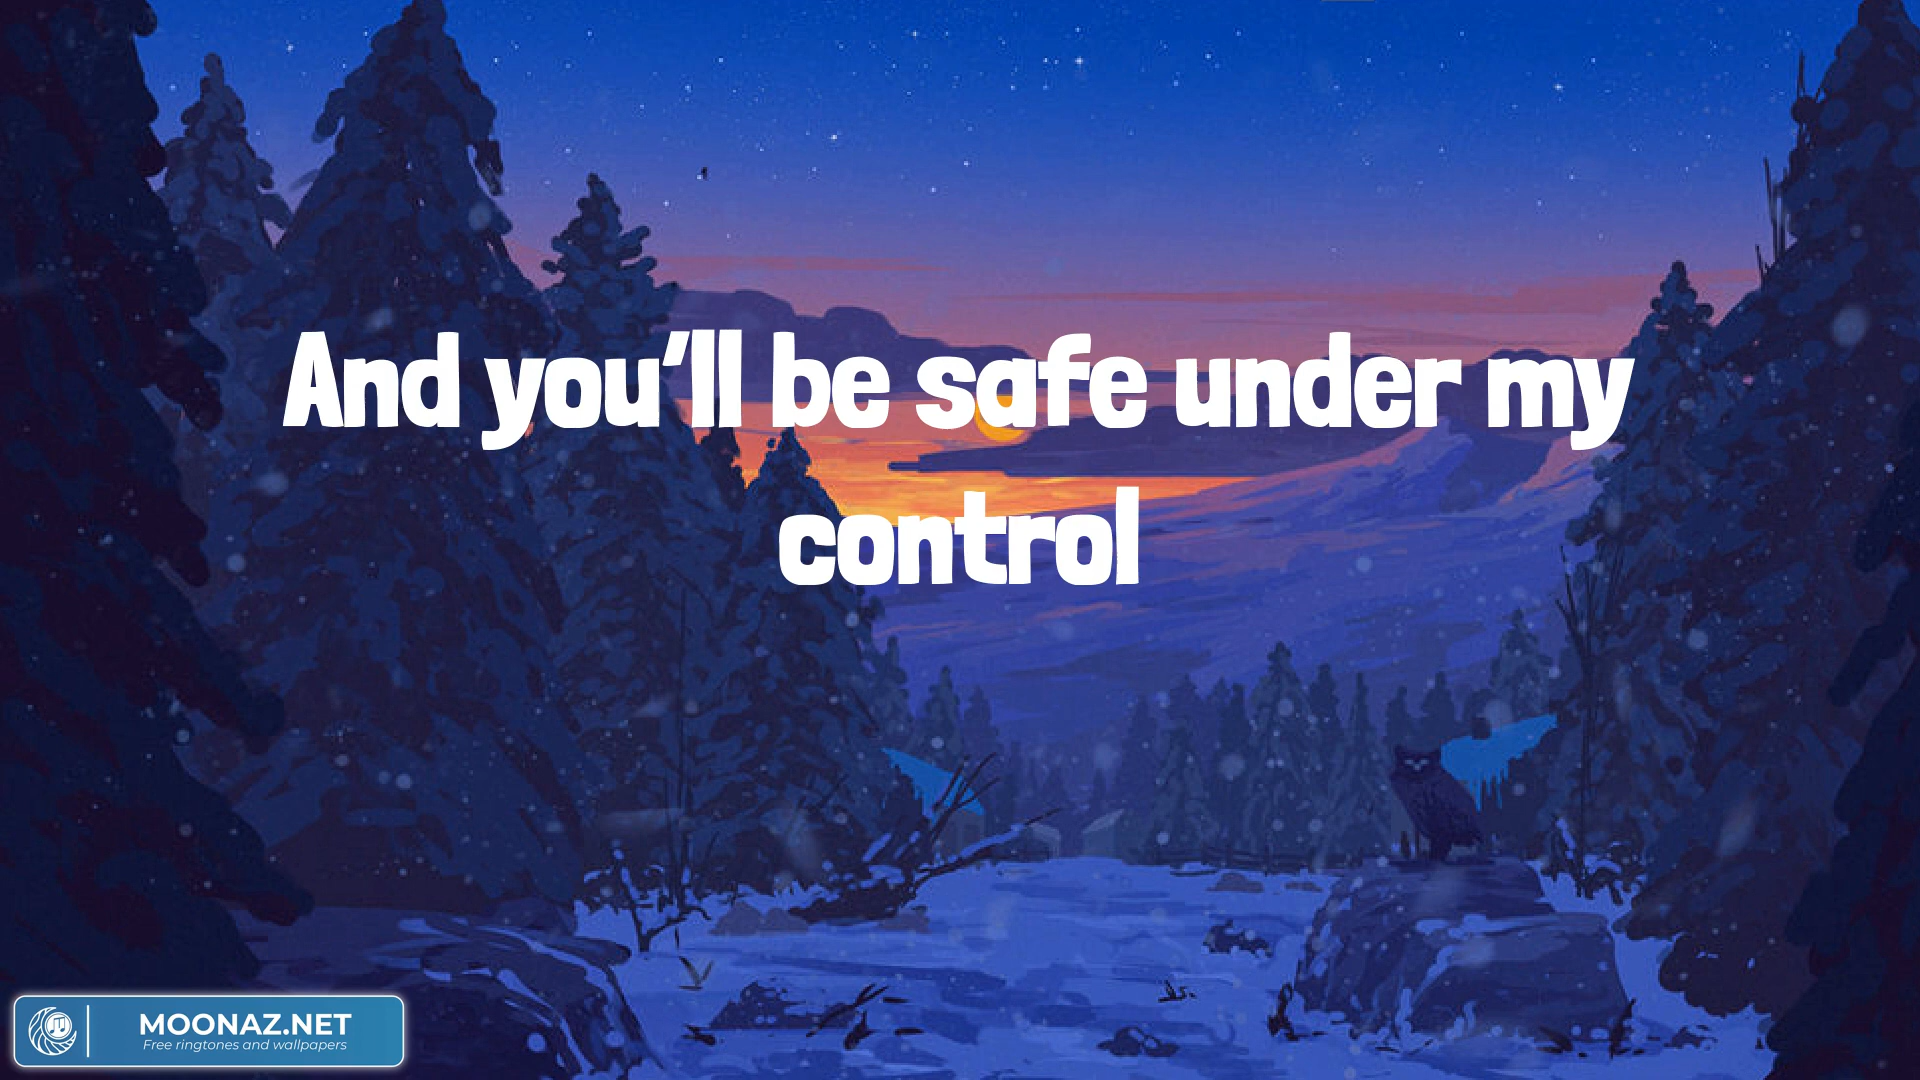 And you'll be safe under my
control
MOONAZ.NET
Free ringtones and wallpapers